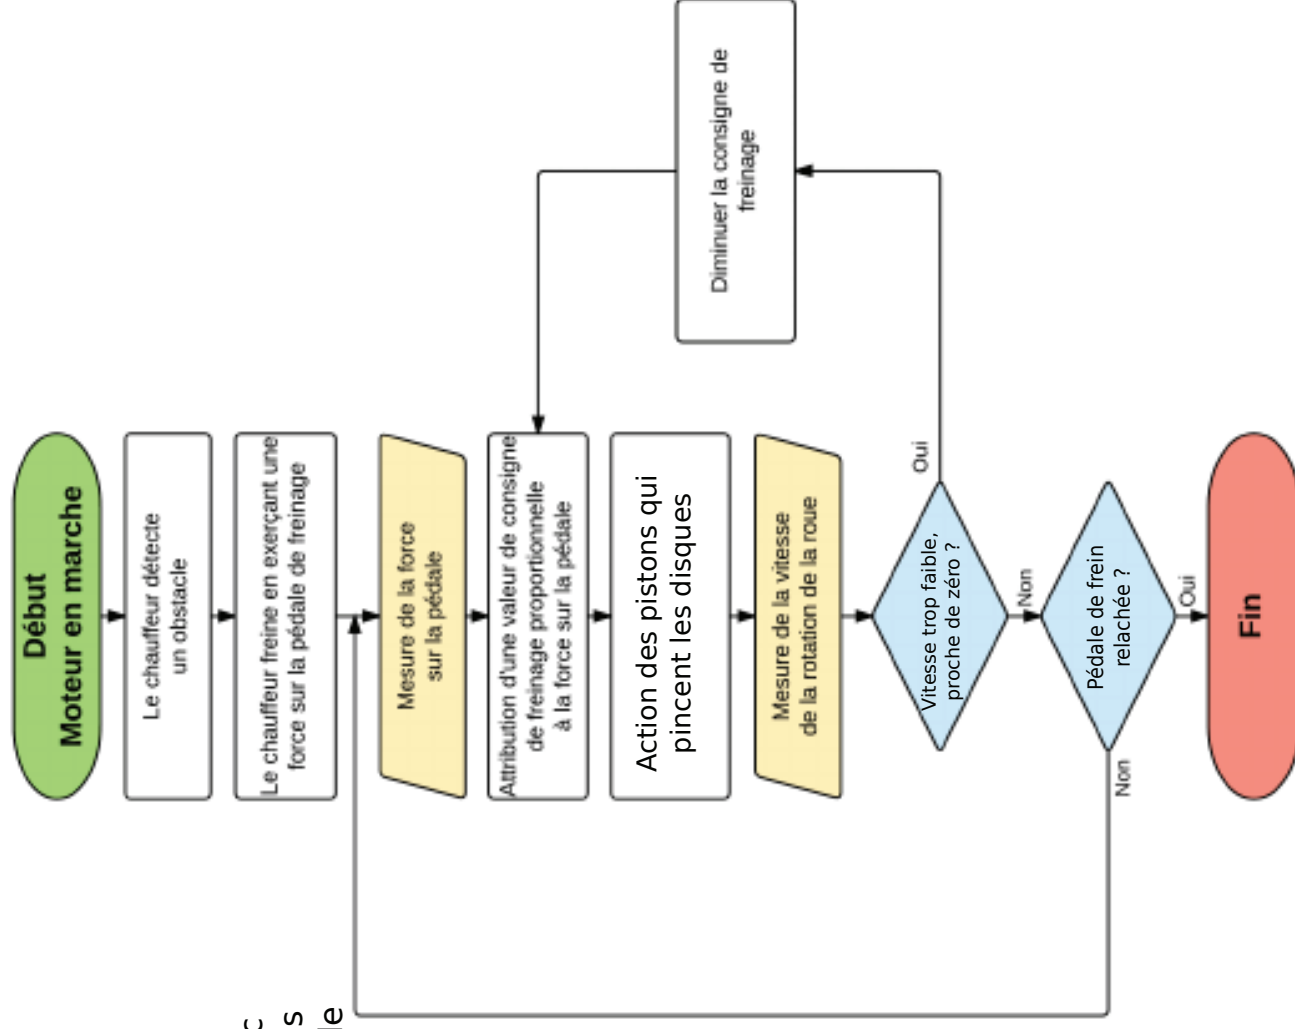 Début
Moteur en marche
Le chauffeur détecte
un obstacle
Le chauffeur freine en exerçant une
force sur la pédale de freinage
Mesure de la force
sur la pédale
Attribution d'une valeur de consigne
de freinage proportionnelle
à la force sur la pédale
Action des pistons qui
pincent les disques
Mesure de la vitesse
de la rotation de la roue
Vitesse trop faible,
proche de zéro ?
Oui
Diminuer la consigne de
freinage
Non
Pédale de frein
relachée ?
Non
Oui
Fin
s
le